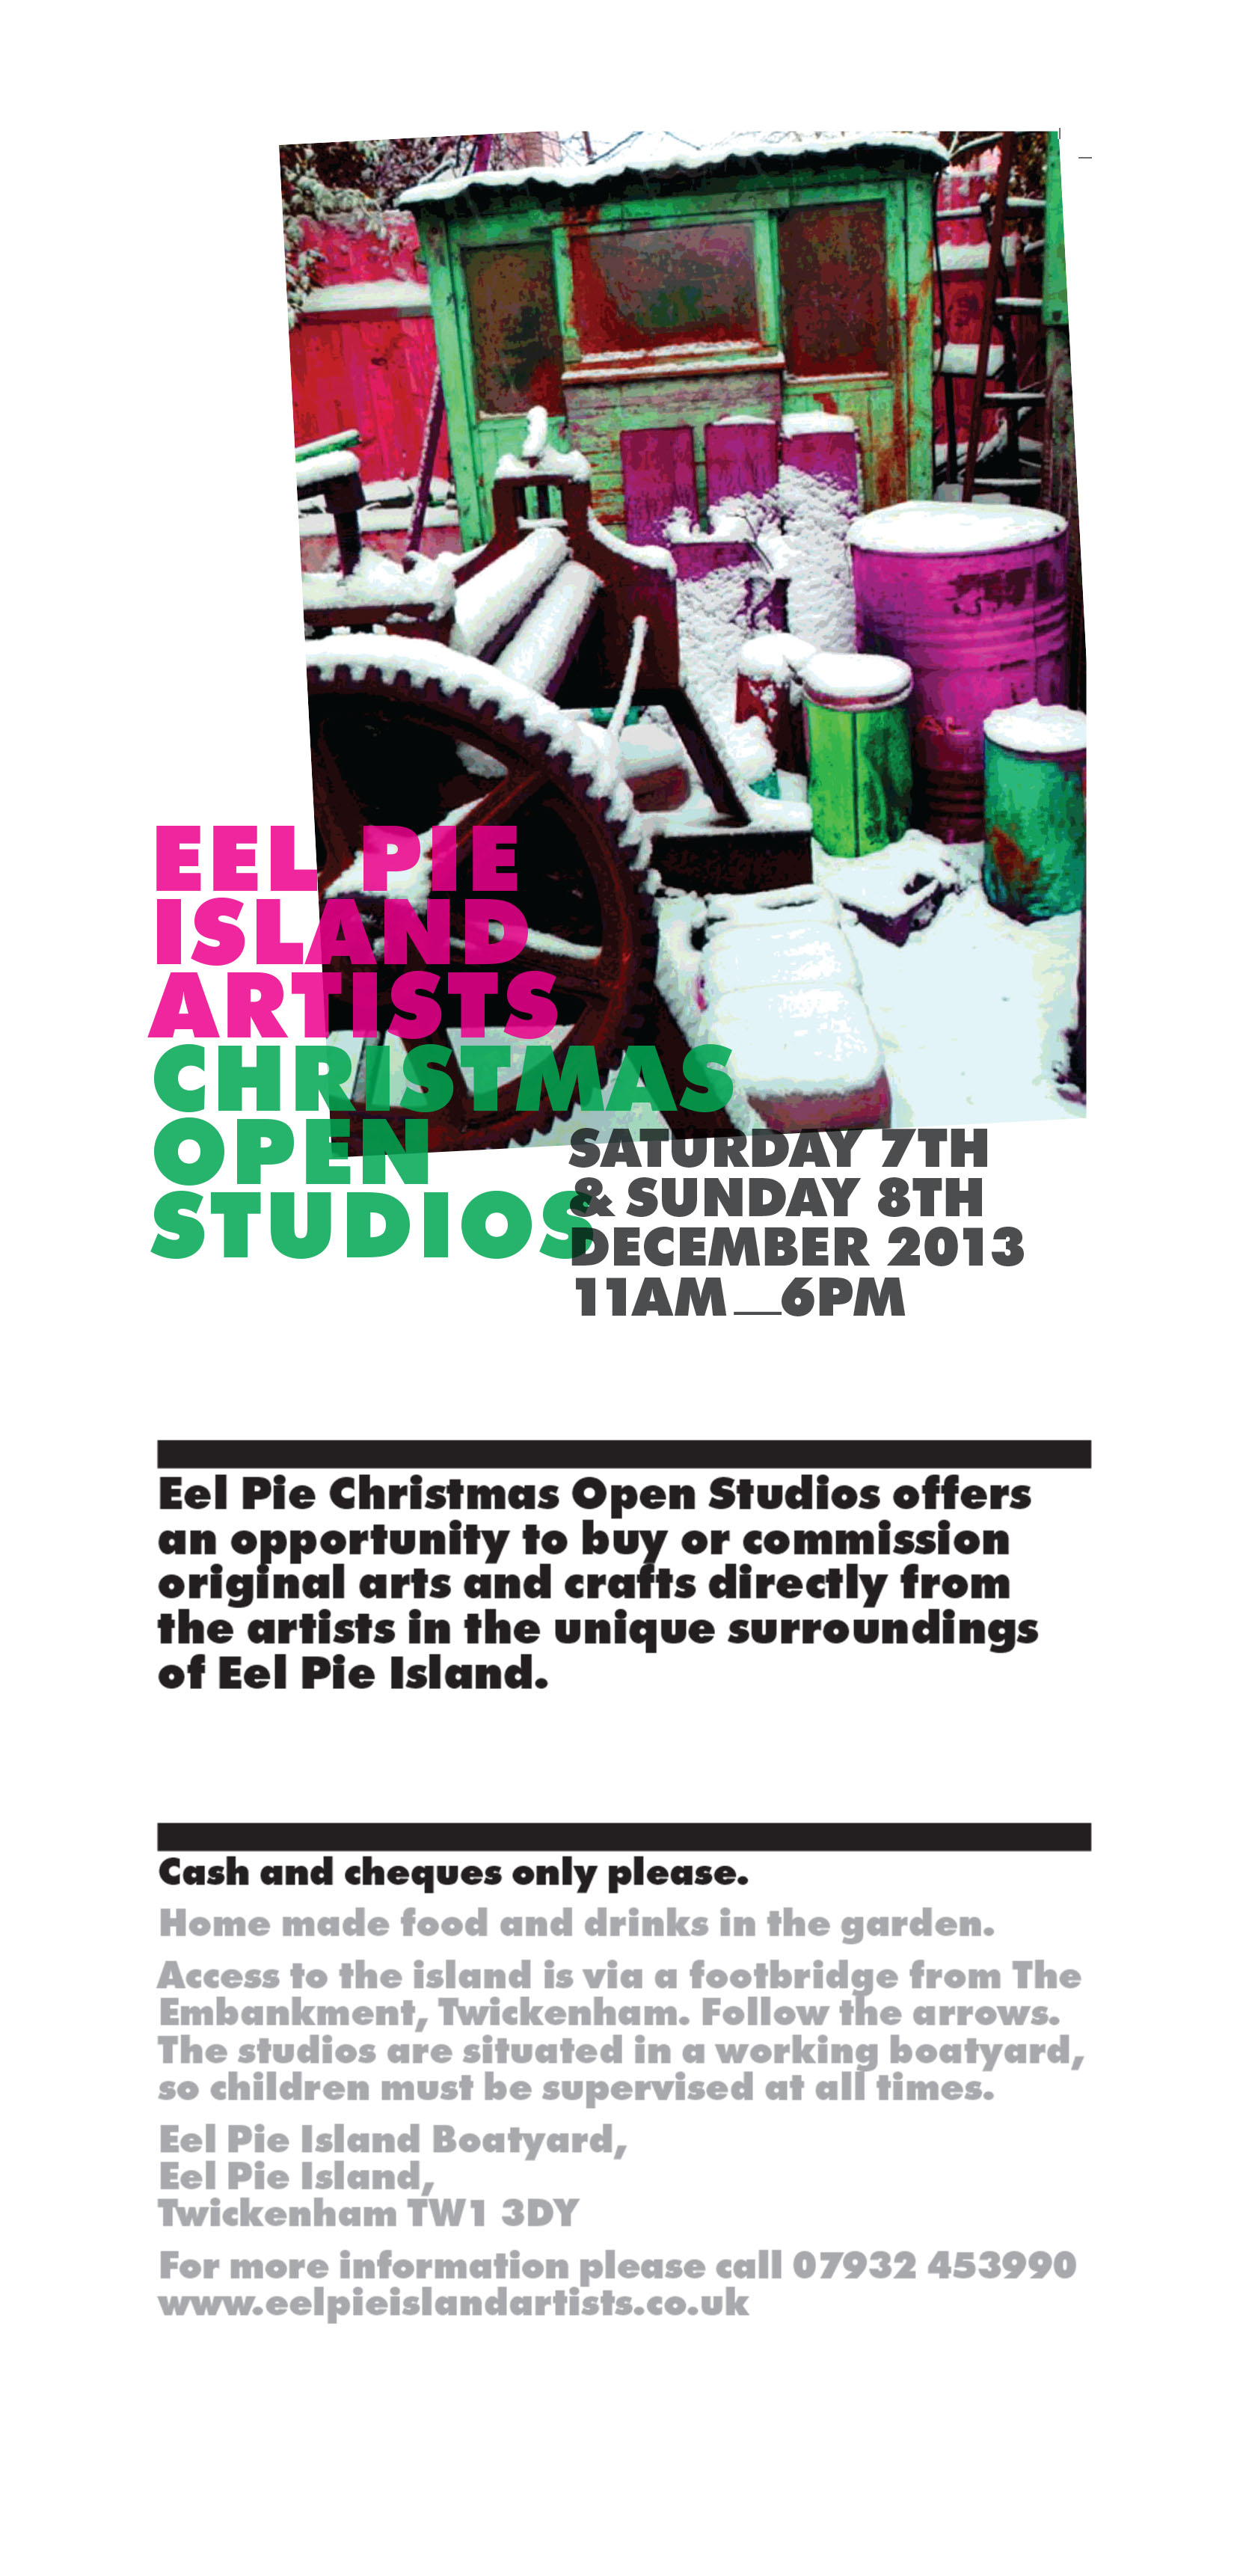 EEL PIE
ISLAND
ARTISTS
CHRISTMAS
OPEN
STUDIOS
SATURDAY 7TH
& SUNDAY 8TH
DECEMBER 2013
11AM__6PM
Eel Pie Christmas Open Studios offers
an opportunity to buy or commission
original arts and crafts directly from
the artists in the unique surroundings
of Eel Pie Island.
Cash and cheques only please.
Home made food and drinks in the garden.
Access to the island is via a footbridge from The
Embankment, Twickenham. Follow the arrows.
The studios are situated in a working boatyard,
so children must be supervised at all times.
Eel Pie Island Boatyard,
Eel Pie Island,
Twickenham TW1 3DY
For more information please call 07932 453990
www.eelpieislandartists.co.uk